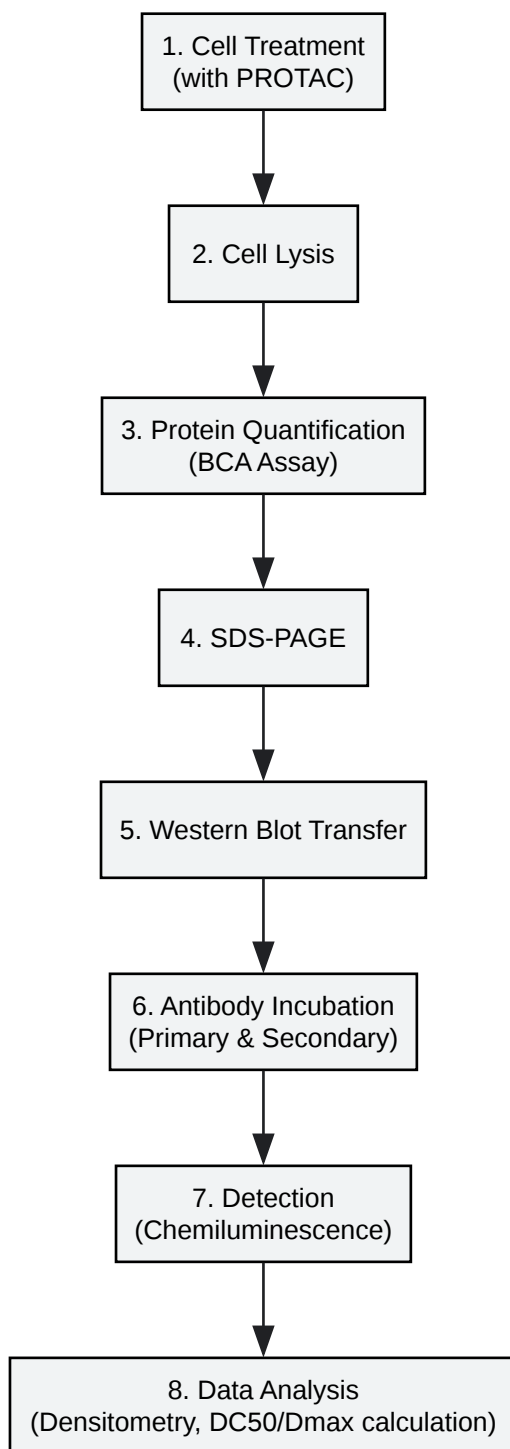 1. Cell Treatment
(with PROTAC)
2. Cell Lysis
3. Protein Quantification
(BCA Assay)
4. SDS-PAGE
5. Western Blot Transfer
6. Antibody Incubation
(Primary & Secondary)
7. Detection
(Chemiluminescence)
8. Data Analysis
(Densitometry, DC50/Dmax calculation)